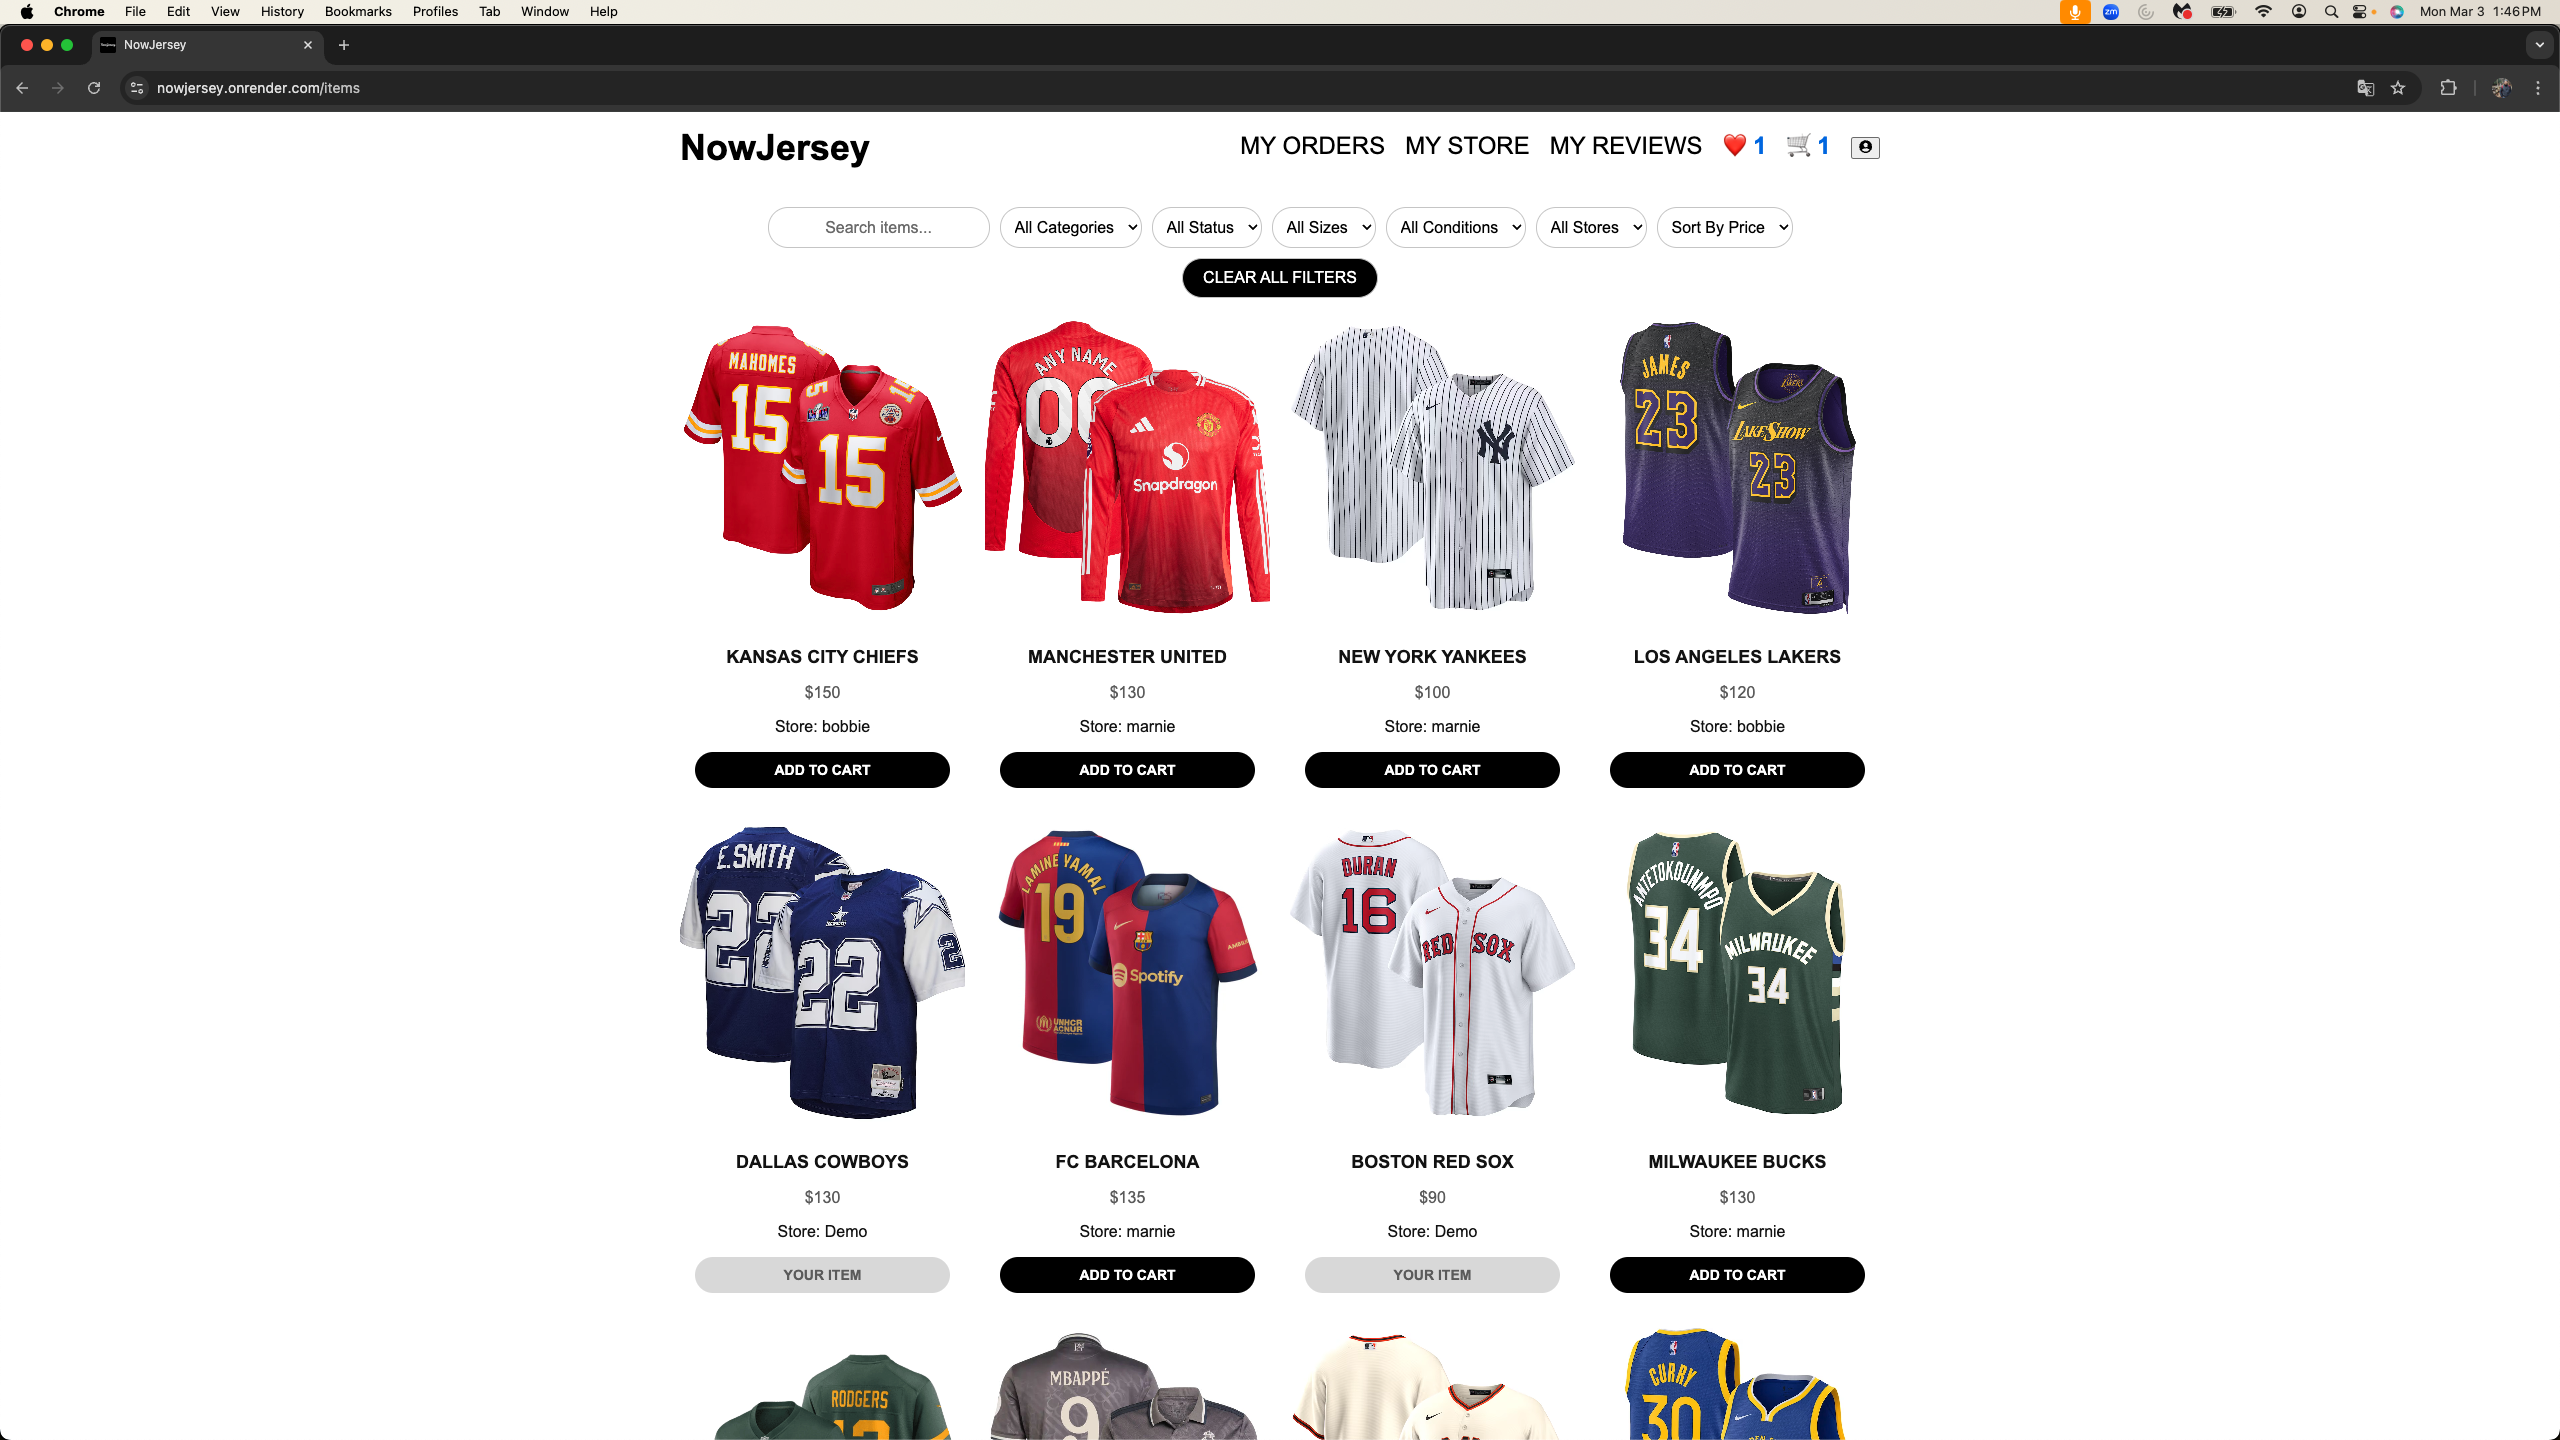 Chrome File Edit View History Bookmarks Profiles Tab Window Help
zm
Mon Mar 3 1:46 PM
NowJersey
nowjersey.onrender.com/items
NowJersey
MY ORDERS MY STORE MY REVIEWS ❤️ 1 🛒 1
Search items... All Categories All Status All Sizes All Conditions All Stores Sort By Price
CLEAR ALL FILTERS
MAHOMES
15
15
ANY NAME
00
Snapdragon
NY
JAMES
23
LAKE SHOW
23
KANSAS CITY CHIEFS
$150
Store: bobbie
ADD TO CART
MANCHESTER UNITED
$130
Store: marnie
ADD TO CART
NEW YORK YANKEES
$100
Store: marnie
ADD TO CART
LOS ANGELES LAKERS
$120
Store: bobbie
ADD TO CART
E.SMITH
22
22
2
LAMINE YAMAL
19
Spotify
UNHCR
ACNUR
DURAN
16
RED SOX
ANTETOKOUNMPO
34
MILWAUKEE
34
DALLAS COWBOYS
$130
Store: Demo
YOUR ITEM
FC BARCELONA
$135
Store: marnie
ADD TO CART
BOSTON RED SOX
$90
Store: Demo
YOUR ITEM
MILWAUKEE BUCKS
$130
Store: marnie
ADD TO CART
RODGERS
MBAPPÉ
9
CURRY
30